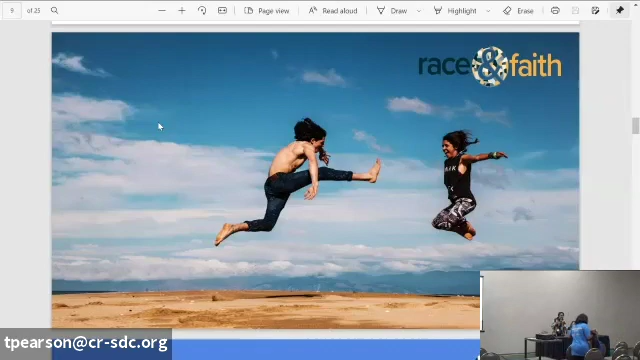 9 of 25 Page view Read aloud Draw Highlight Erase
race & faith
tpearson@cr-sdc.org